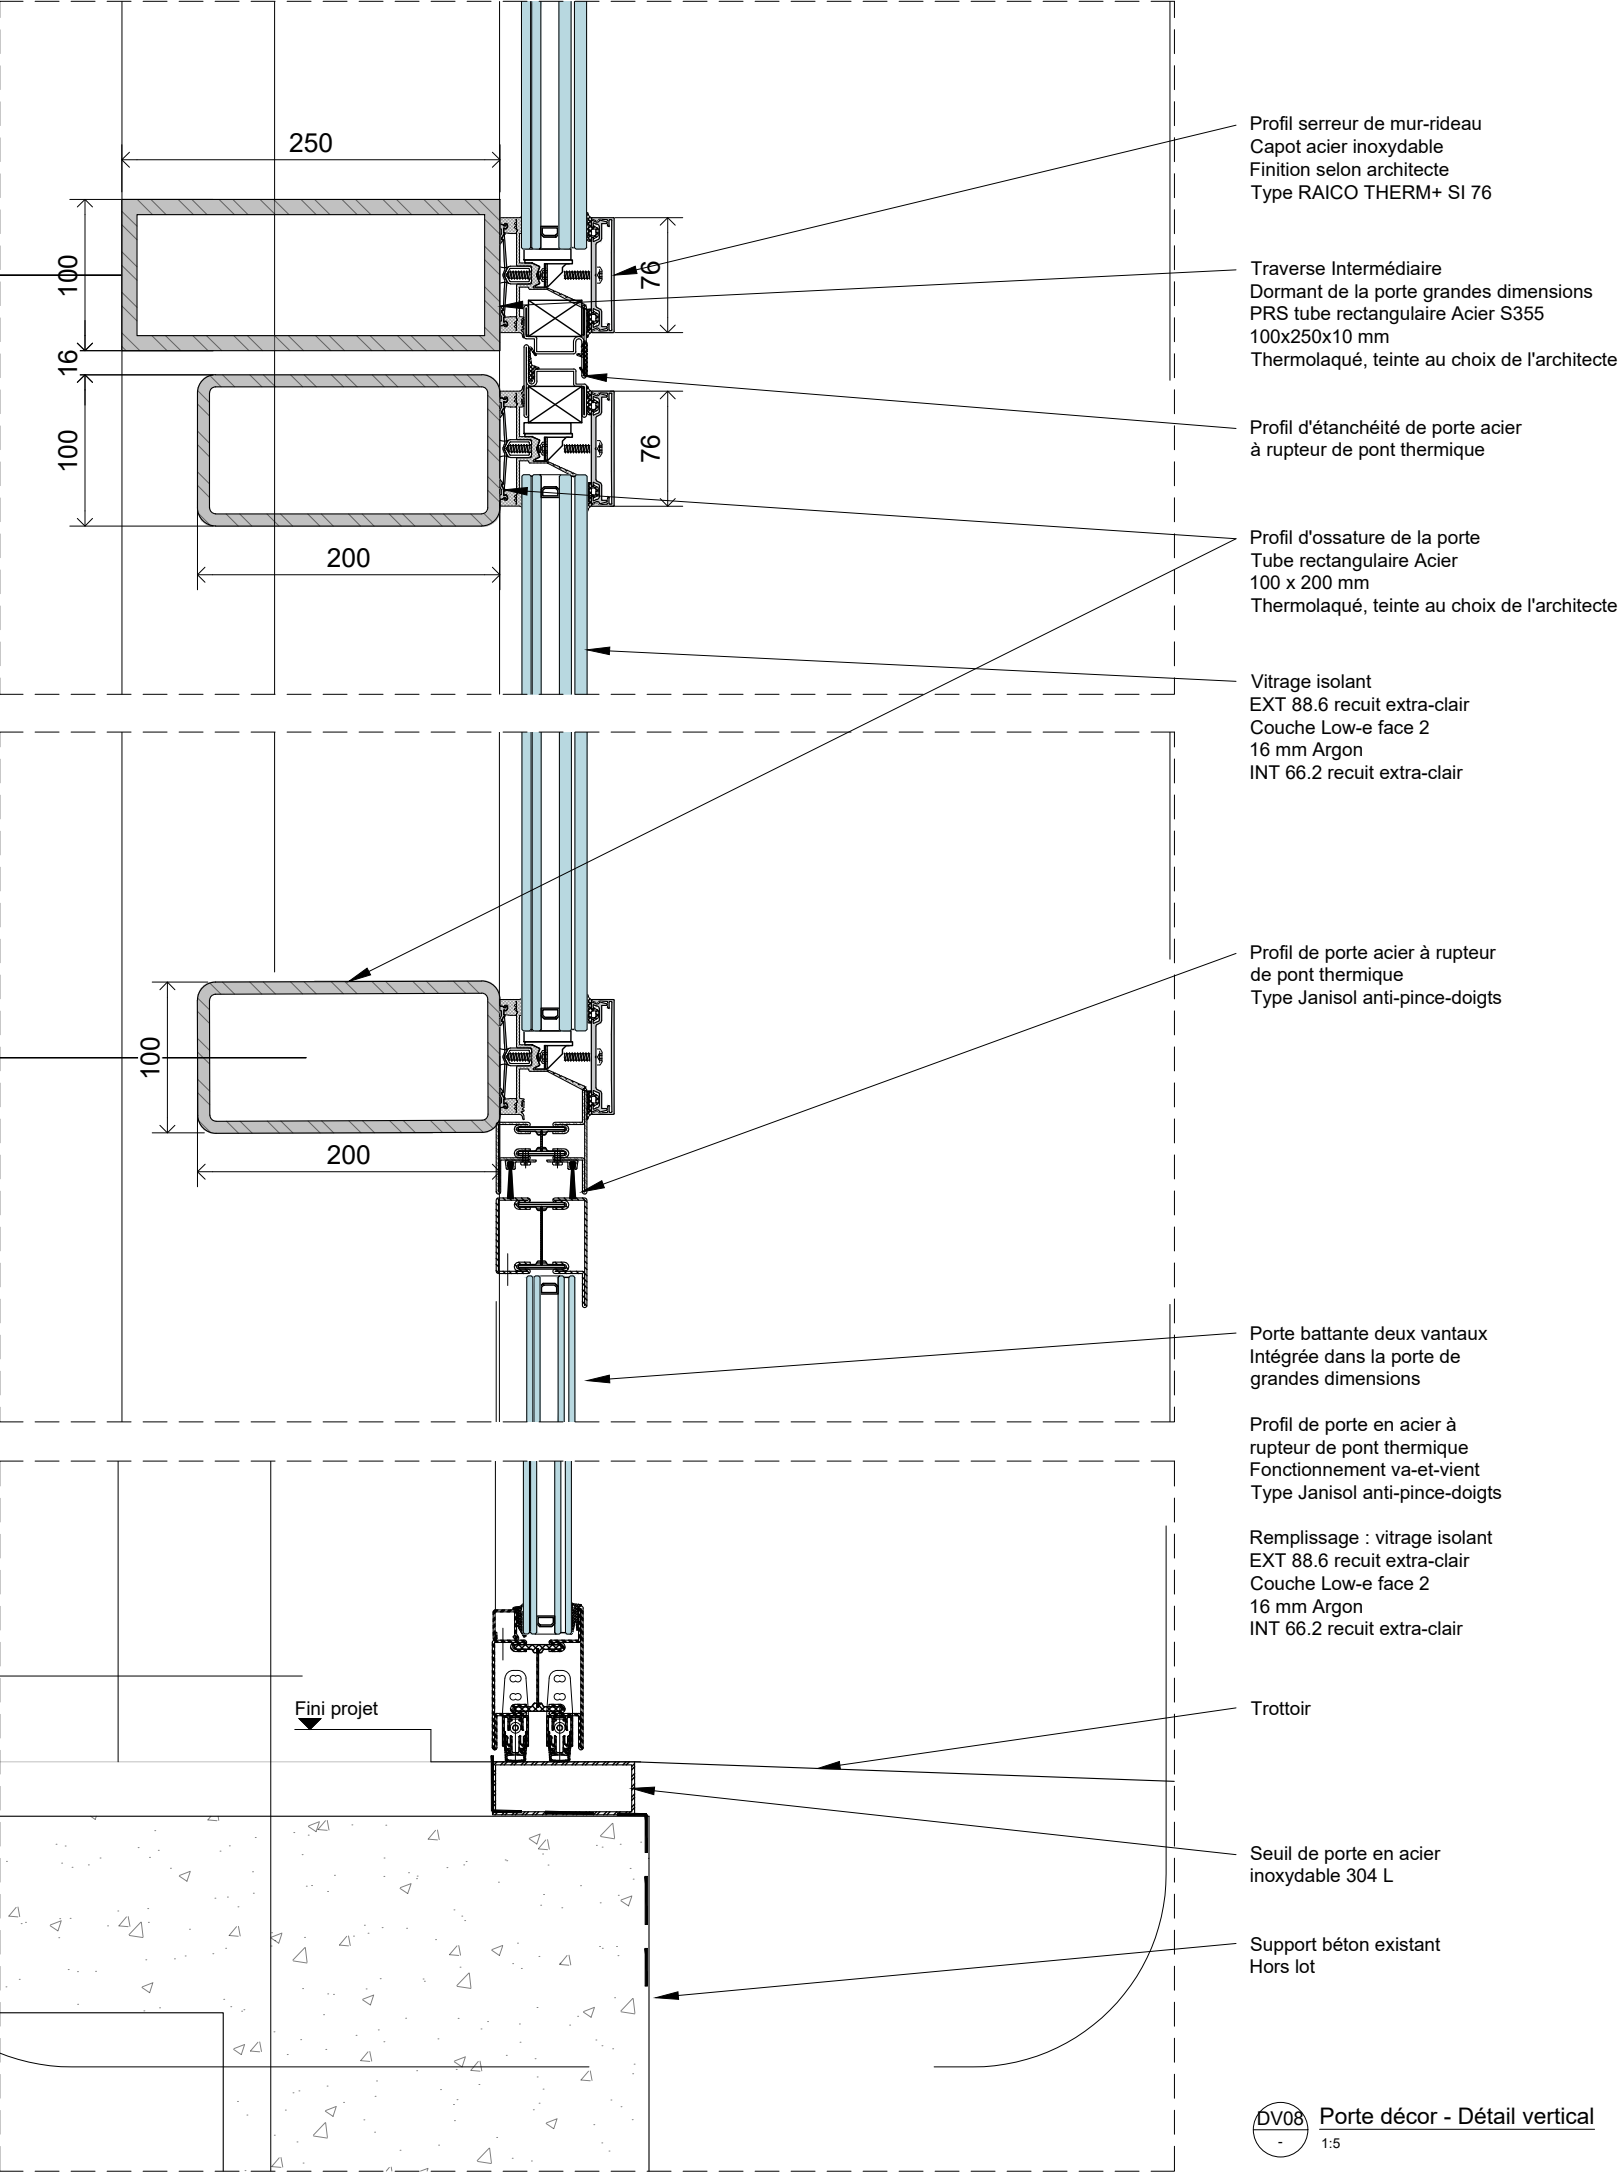 250
100
16
100
200
76
76
Profil serreur de mur-rideau
Capot acier inoxydable
Finition selon architecte
Type RAICO THERM+ SI 76
Traverse Intermédiaire
Dormant de la porte grandes dimensions
PRS tube rectangulaire Acier S355
100x250x10 mm
Thermolaqué, teinte au choix de l'architecte
Profil d'étanchéité de porte acier
à rupteur de pont thermique
Profil d'ossature de la porte
Tube rectangulaire Acier
100 x 200 mm
Thermolaqué, teinte au choix de l'architecte
Vitrage isolant
EXT 88.6 recuit extra-clair
Couche Low-e face 2
16 mm Argon
INT 66.2 recuit extra-clair
100
200
Profil de porte acier à rupteur
de pont thermique
Type Janisol anti-pince-doigts
Porte battante deux vantaux
Intégrée dans la porte de
grandes dimensions
Profil de porte en acier à
rupteur de pont thermique
Fonctionnement va-et-vient
Type Janisol anti-pince-doigts
Remplissage : vitrage isolant
EXT 88.6 recuit extra-clair
Couche Low-e face 2
16 mm Argon
INT 66.2 recuit extra-clair
Fini projet
Trottoir
Seuil de porte en acier
inoxydable 304 L
Support béton existant
Hors lot
DV08
-
Porte décor - Détail vertical
1:5